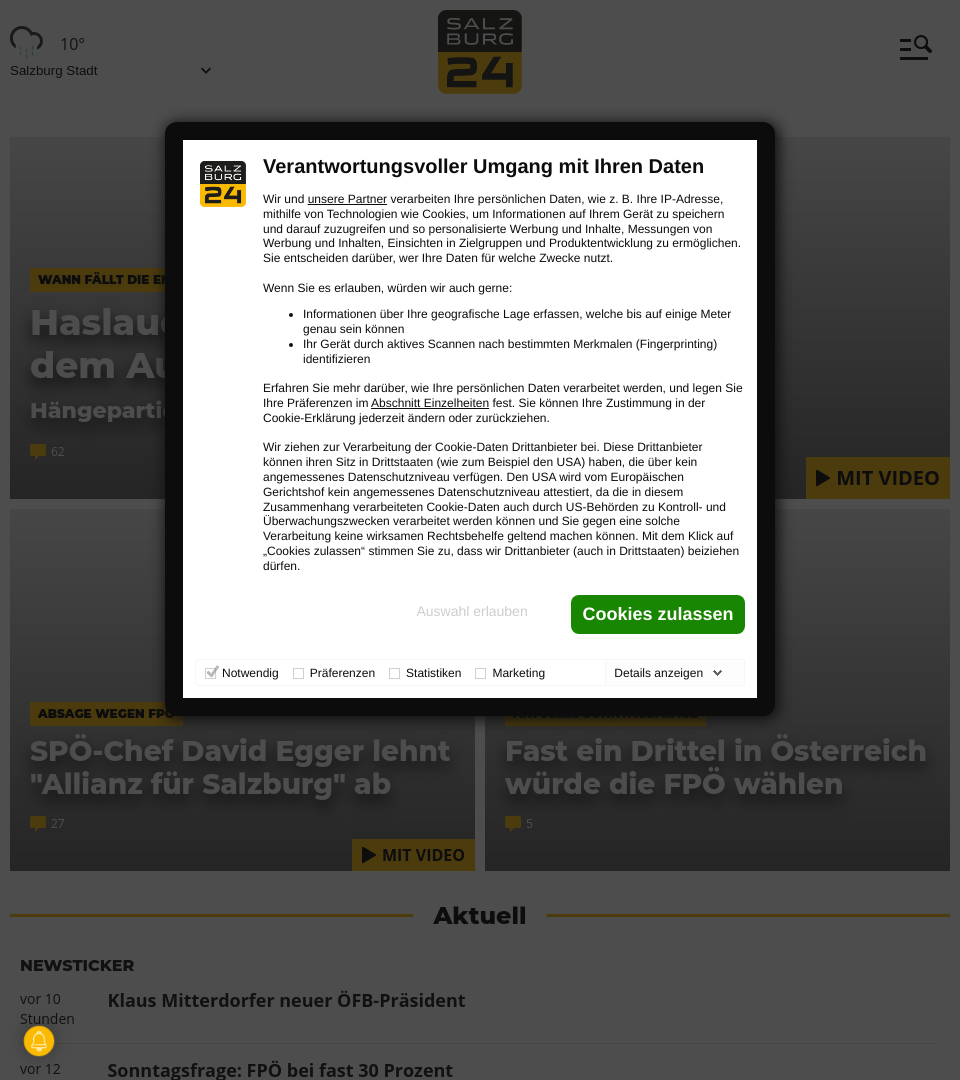 10°
Salzburg Stadt
SALZ
BURG
24
SALZ
BURG
24
Verantwortungsvoller Umgang mit Ihren Daten
Wir und unsere Partner verarbeiten Ihre persönlichen Daten, wie z. B. Ihre IP-Adresse,
mithilfe von Technologien wie Cookies, um Informationen auf Ihrem Gerät zu speichern
und darauf zuzugreifen und so personalisierte Werbung und Inhalte, Messungen von
Werbung und Inhalten, Einsichten in Zielgruppen und Produktentwicklung zu ermöglichen.
Sie entscheiden darüber, wer Ihre Daten für welche Zwecke nutzt.
Wenn Sie es erlauben, würden wir auch gerne:
• Informationen über Ihre geografische Lage erfassen, welche bis auf einige Meter
genau sein können
• Ihr Gerät durch aktives Scannen nach bestimmten Merkmalen (Fingerprinting)
identifizieren
Erfahren Sie mehr darüber, wie Ihre persönlichen Daten verarbeitet werden, und legen Sie
Ihre Präferenzen im Abschnitt Einzelheiten fest. Sie können Ihre Zustimmung in der
Cookie-Erklärung jederzeit ändern oder zurückziehen.
Wir ziehen zur Verarbeitung der Cookie-Daten Drittanbieter bei. Diese Drittanbieter
können ihren Sitz in Drittstaaten (wie zum Beispiel den USA) haben, die über kein
angemessenes Datenschutzniveau verfügen. Den USA wird vom Europäischen
Gerichtshof kein angemessenes Datenschutzniveau attestiert, da die in diesem
Zusammenhang verarbeiteten Cookie-Daten auch durch US-Behörden zu Kontroll- und
Überwachungszwecken verarbeitet werden können und Sie gegen eine solche
Verarbeitung keine wirksamen Rechtsbehelfe geltend machen können. Mit dem Klick auf
„Cookies zulassen“ stimmen Sie zu, dass wir Drittanbieter (auch in Drittstaaten) beiziehen
dürfen.
Auswahl erlauben
Cookies zulassen
Notwendig Präferenzen Statistiken Marketing Details anzeigen
WANN FÄLLT DIE
dem
62
MIT VIDEO
ABSAGE WEGEN FPÖ
SPÖ-Chef David Egger lehnt
"Allianz für Salzburg" ab
27
MIT VIDEO
Fast ein Drittel in Österreich
würde die FPÖ wählen
5
Aktuell
NEWSTICKER
vor 10
Stunden
Klaus Mitterdorfer neuer ÖFB-Präsident
vor 12
Sonntagsfrage: FPÖ bei fast 30 Prozent